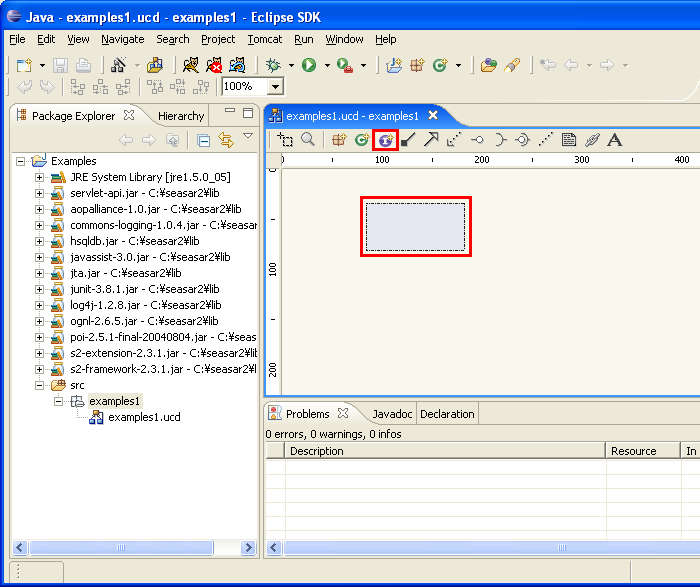 Java - examples1.ucd - examples1 - Eclipse SDK
File Edit View Navigate Search Project Tomcat Run Window Help
100%
Package Explorer Hierarchy
examples1.ucd - examples1
A
0 100 200 300 400
0
100
200
Examples
JRE System Library [jre1.5.0_05]
servlet-api.jar - C:¥seasar2¥lib
aopalliance-1.0.jar - C:¥seasar2¥lib
commons-logging-1.0.4.jar - C:¥seasar
hsqldb.jar - C:¥seasar2¥lib
javassist-3.0.jar - C:¥seasar2¥lib
jta.jar - C:¥seasar2¥lib
junit-3.8.1.jar - C:¥seasar2¥lib
log4j-1.2.8.jar - C:¥seasar2¥lib
ognl-2.6.5.jar - C:¥seasar2¥lib
poi-2.5.1-final-20040804.jar - C:¥seas
s2-extension-2.3.1.jar - C:¥seasar2¥l
s2-framework-2.3.1.jar - C:¥seasar2¥l
src
examples1
examples1.ucd
Problems Javadoc Declaration
0 errors, 0 warnings, 0 infos
Description Resource In